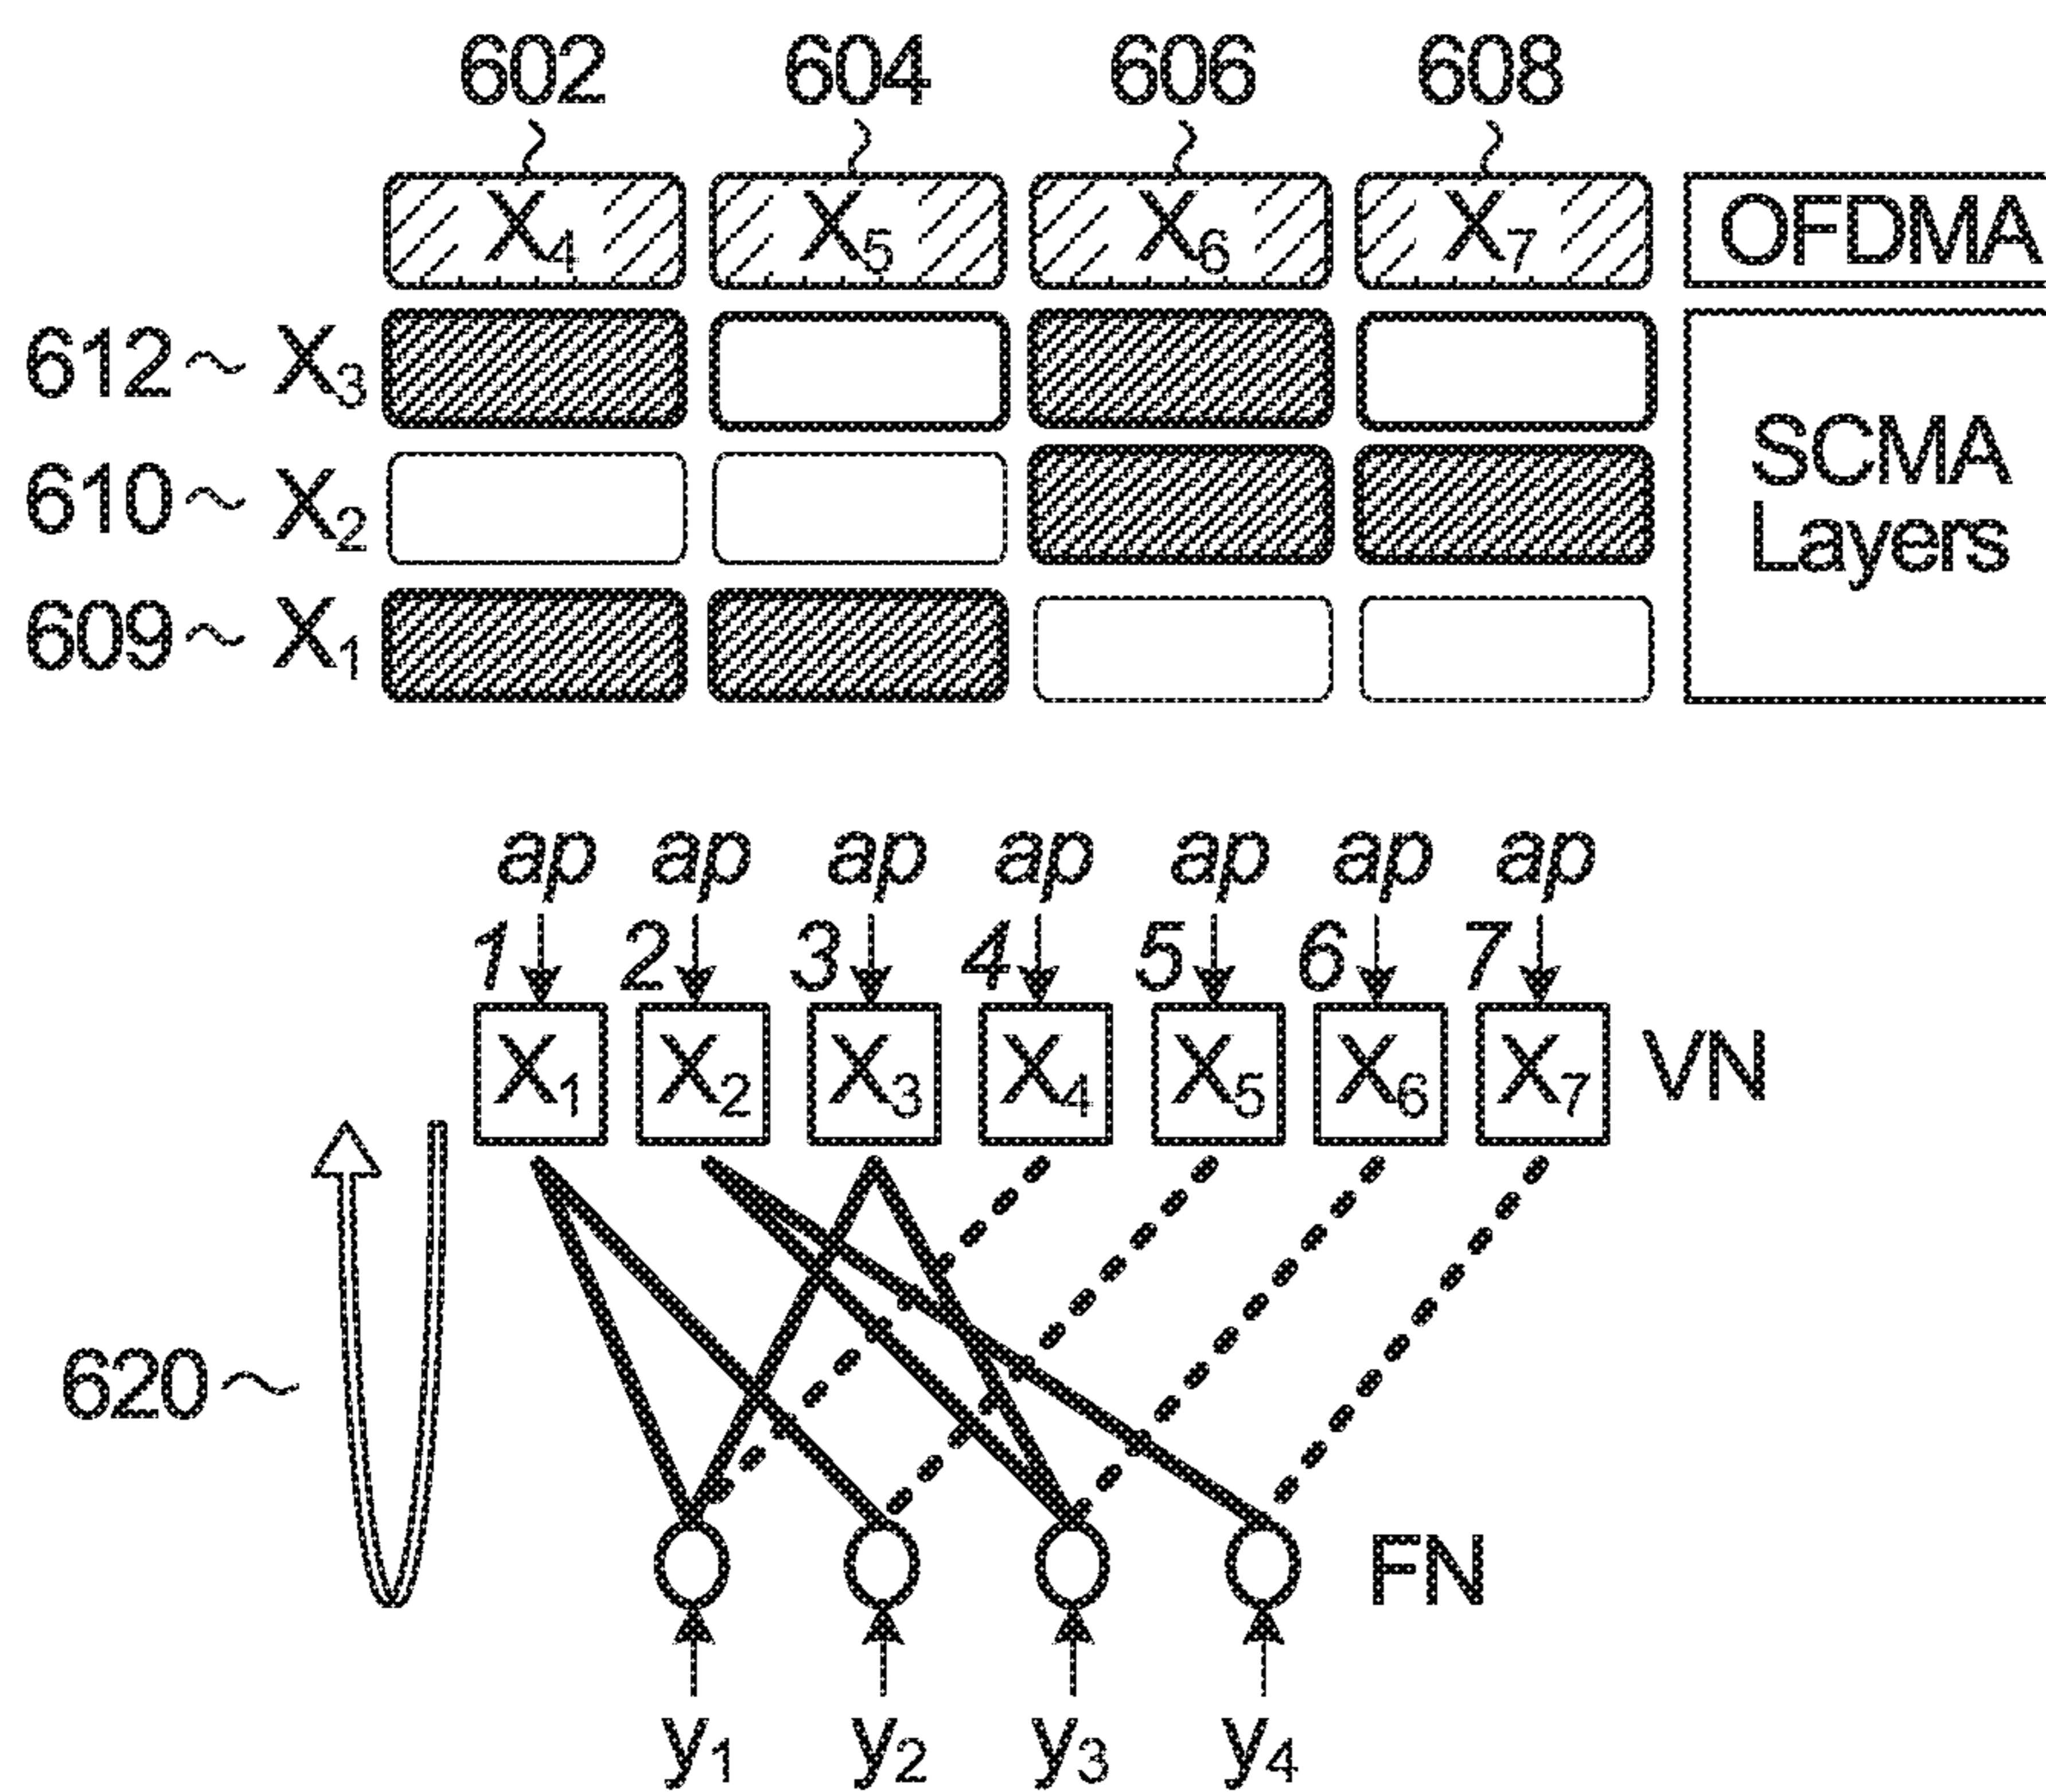 602 604 606 608
X4 X5 X6 X7 OFDMA
612 ~ X3
610 ~ X2
609 ~ X1
SCMA
Layers
ap ap ap ap ap ap ap
1 2 3 4 5 6 7
X1 X2 X3 X4 X5 X6 X7 VN
620 ~
FN
y1 y2 y3 y4